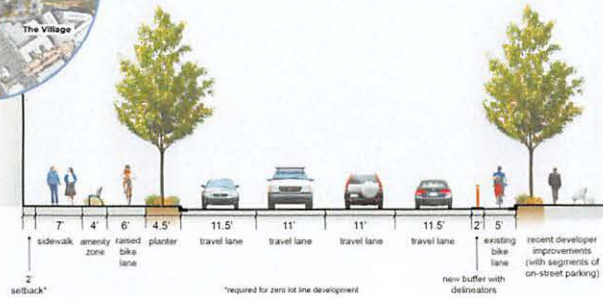 The Village
7' 4' 6' 4.5' 11.5' 11' 11' 11.5' 2' 5'
sidewalk amenity zone raised bike lane planter travel lane travel lane travel lane travel lane existing bike lane recent developer improvements (with segments of on-street parking)
2'
setback*
new buffer with
delineators
*required for zero lot line development